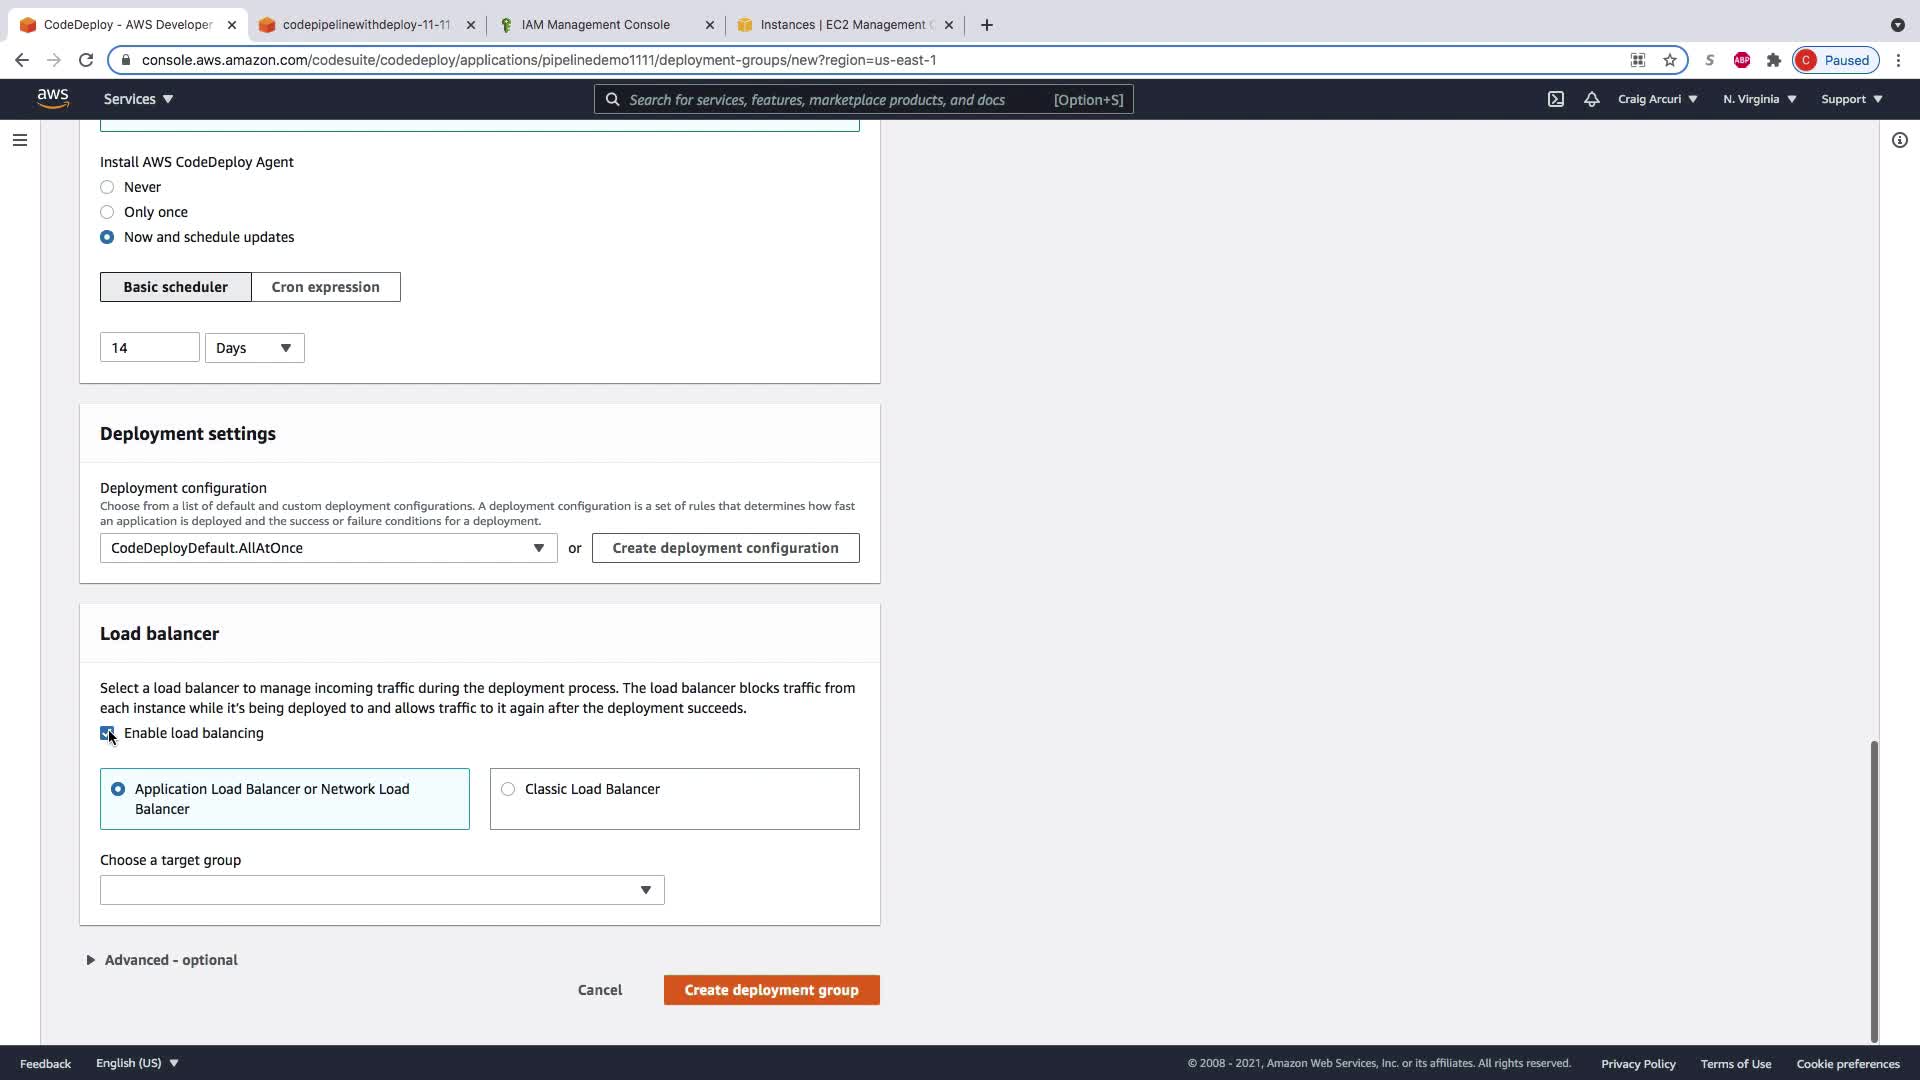 CodeDeploy - AWS Developer
codepipelinewithdeploy-11-11
IAM Management Console
Instances | EC2 Management C
console.aws.amazon.com/codesuite/codedeploy/applications/pipelinedemo1111/deployment-groups/new?region=us-east-1
S
ABP
C
Paused
aws
Services
Search for services, features, marketplace products, and docs
[Option+S]
Craig Arcuri
N. Virginia
Support
Install AWS CodeDeploy Agent
Never
Only once
Now and schedule updates
Basic scheduler
Cron expression
14
Days
Deployment settings
Deployment configuration
Choose from a list of default and custom deployment configurations. A deployment configuration is a set of rules that determines how fast
an application is deployed and the success or failure conditions for a deployment.
CodeDeployDefault.AllAtOnce
or
Create deployment configuration
Load balancer
Select a load balancer to manage incoming traffic during the deployment process. The load balancer blocks traffic from
each instance while it's being deployed to and allows traffic to it again after the deployment succeeds.
Enable load balancing
Application Load Balancer or Network Load
Balancer
Classic Load Balancer
Choose a target group
Advanced - optional
Cancel
Create deployment group
Feedback
English (US)
© 2008 - 2021, Amazon Web Services, Inc. or its affiliates. All rights reserved.
Privacy Policy
Terms of Use
Cookie preferences